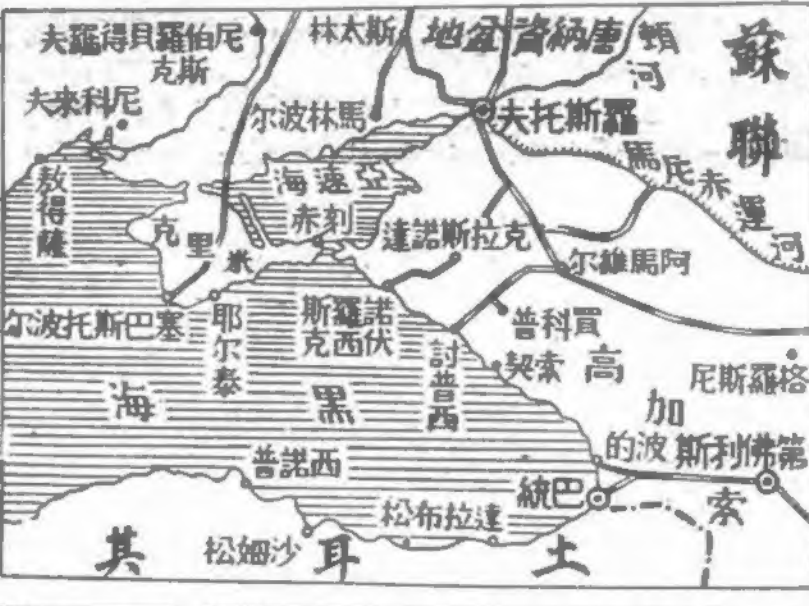 蘇聯
頓河
唐納資盆地
斯太林
尼伯羅貝得羅夫
斯克
尼科來夫
馬林波尔
羅斯托夫
馬尼赤運河
敖得薩
亞速海
刻赤
克里米
克拉斯諾達
阿馬維尔
塞巴斯托波尔
耶尔泰
諾伏
羅西
斯克
討普西
買科普
索契
高加索
格羅斯尼
黑海
波的
第佛利斯
巴統
西諾普
達拉布松
沙姆松
土耳其